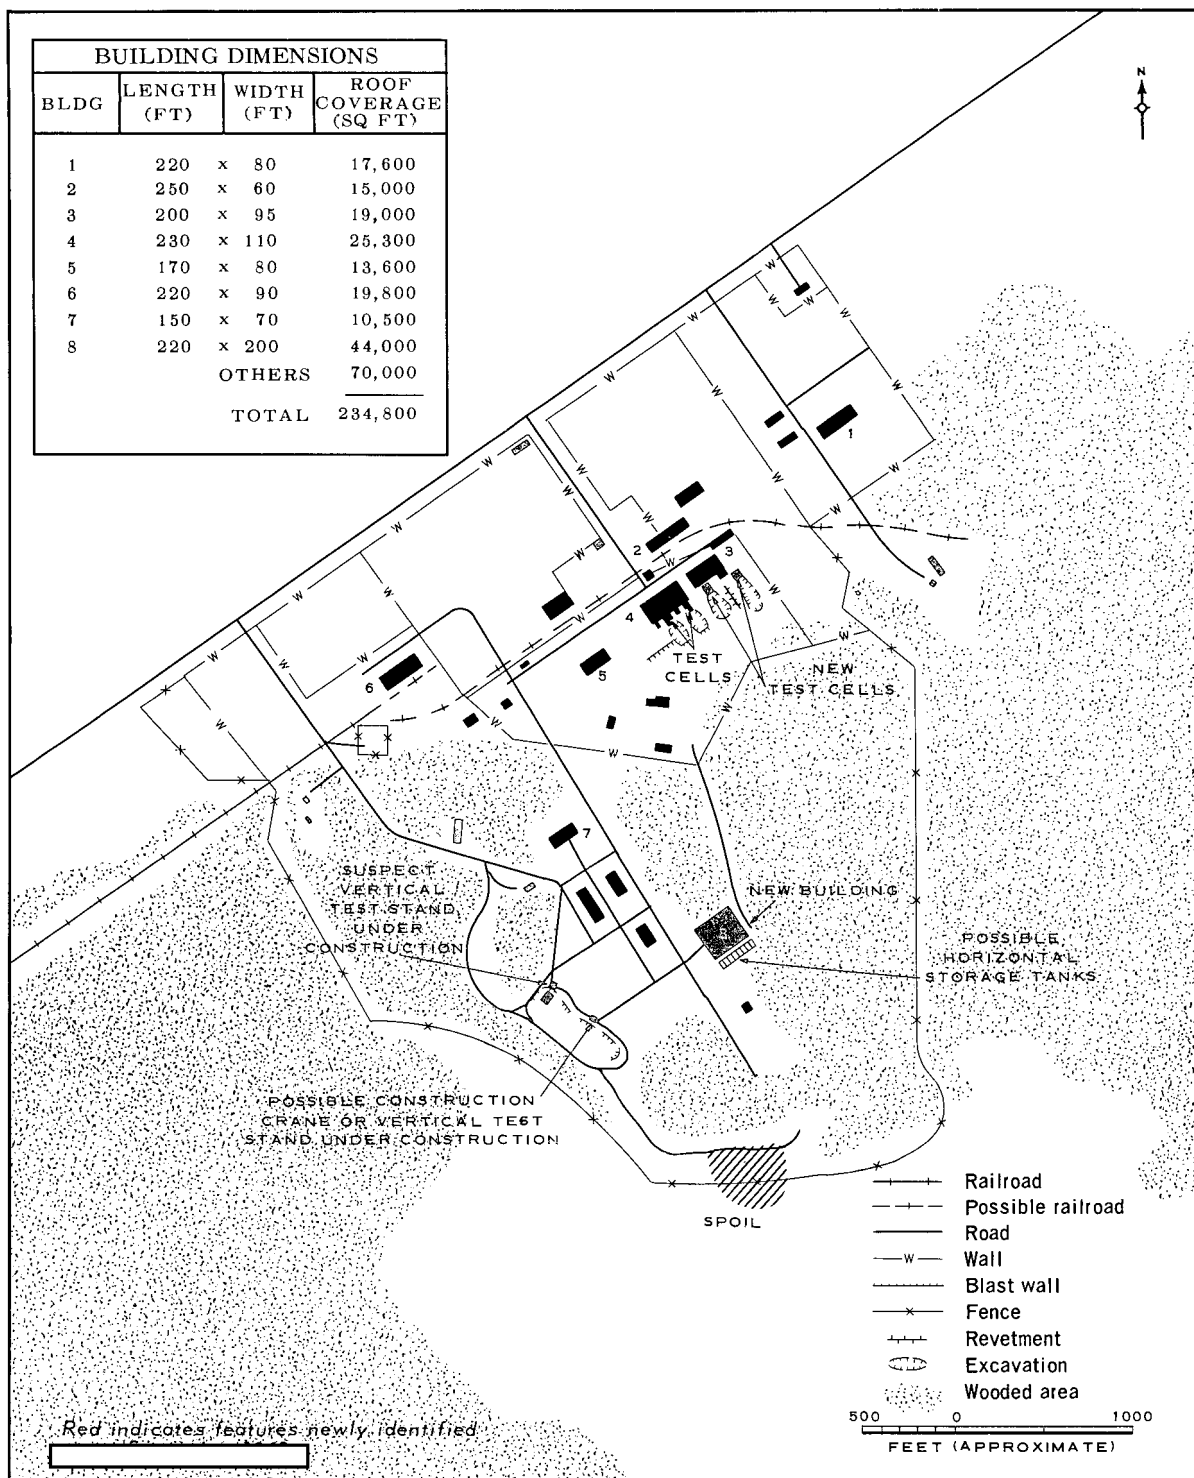 BUILDING DIMENSIONS
BLDG LENGTH (FT) WIDTH (FT) ROOF COVERAGE (SQ FT)
1 220 x 80 17,600
2 250 x 60 15,000
3 200 x 95 19,000
4 230 x 110 25,300
5 170 x 80 13,600
6 220 x 90 19,800
7 150 x 70 10,500
8 220 x 200 44,000
OTHERS 70,000
TOTAL 234,800
N
W
1
2
3
4
5
6
7
TEST
CELLS
NEW
TEST CELLS
SUSPECT
VERTICAL
TEST STAND
UNDER
CONSTRUCTION
NEW BUILDING
POSSIBLE
HORIZONTAL
STORAGE TANKS
POSSIBLE CONSTRUCTION
CRANE OR VERTICAL TEST
STAND UNDER CONSTRUCTION
SPOIL
Railroad
Possible railroad
Road
W Wall
Blast wall
Fence
Revetment
Excavation
Wooded area
500 0 1000
FEET (APPROXIMATE)
Red indicates features newly identified